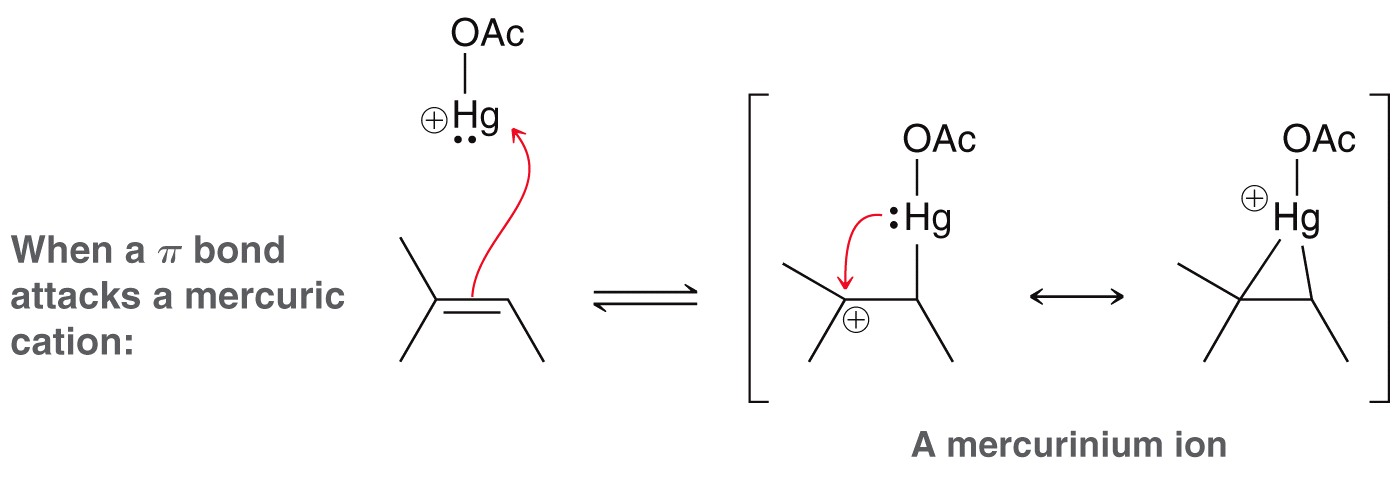 OAc
⊕Hg
When a π bond
attacks a mercuric
cation:
OAc
:Hg
⊕
OAc
⊕Hg
A mercurinium ion